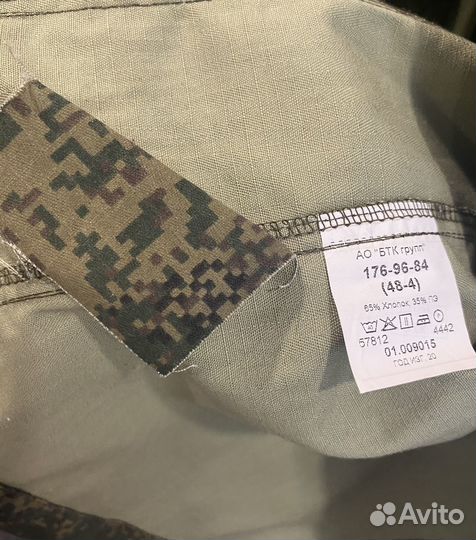 АО "БТК групп"
176-96-84
(48-4)
65% Хлопок, 35% ПЭ
57812 4442
01.009015
ГОД ИЗГ. 20
Avito